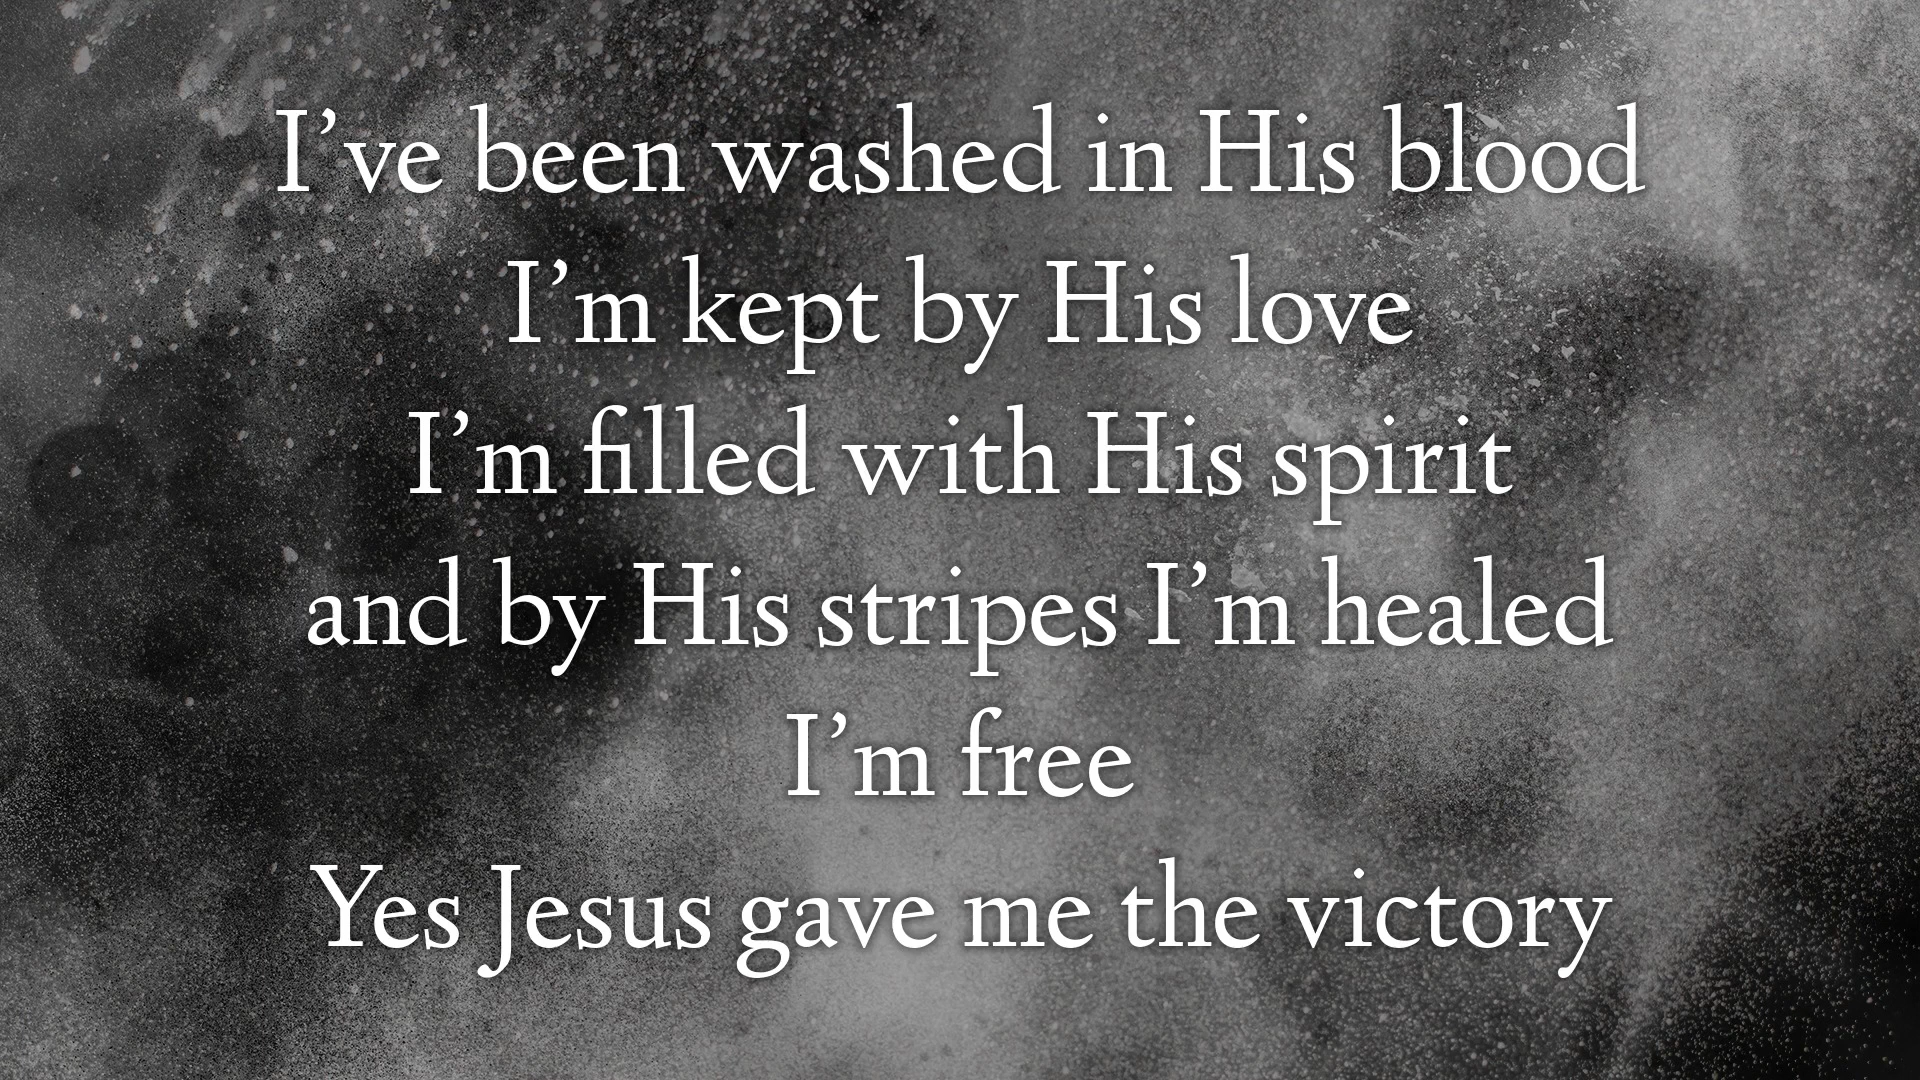 I’ve been washed in His blood
I’m kept by His love
I’m filled with His spirit
and by His stripes I’m healed
I’m free
Yes Jesus gave me the victory